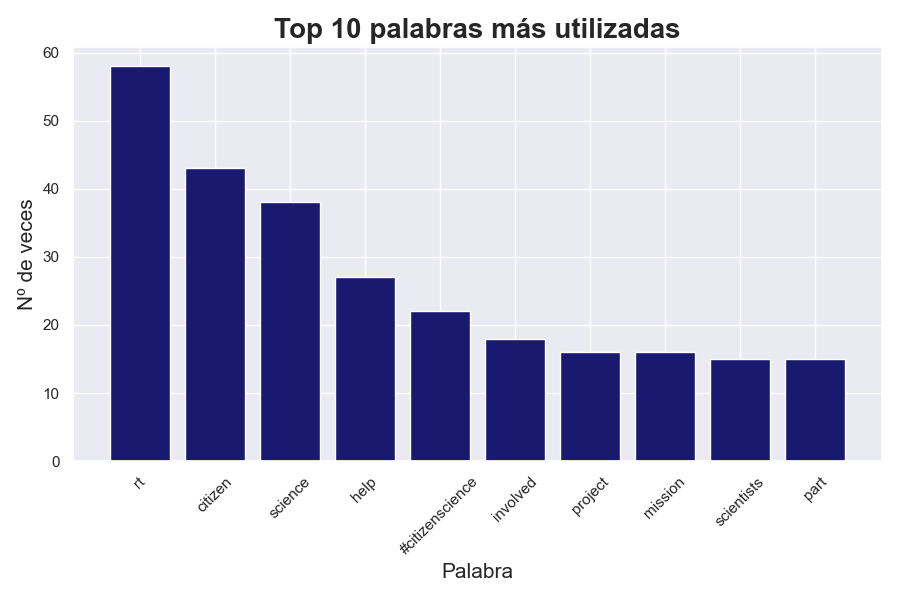 Top 10 palabras más utilizadas
Nº de veces
60
50
40
30
20
10
0
rt
citizen
science
help
#citizenscience
involved
project
mission
scientists
part
Palabra